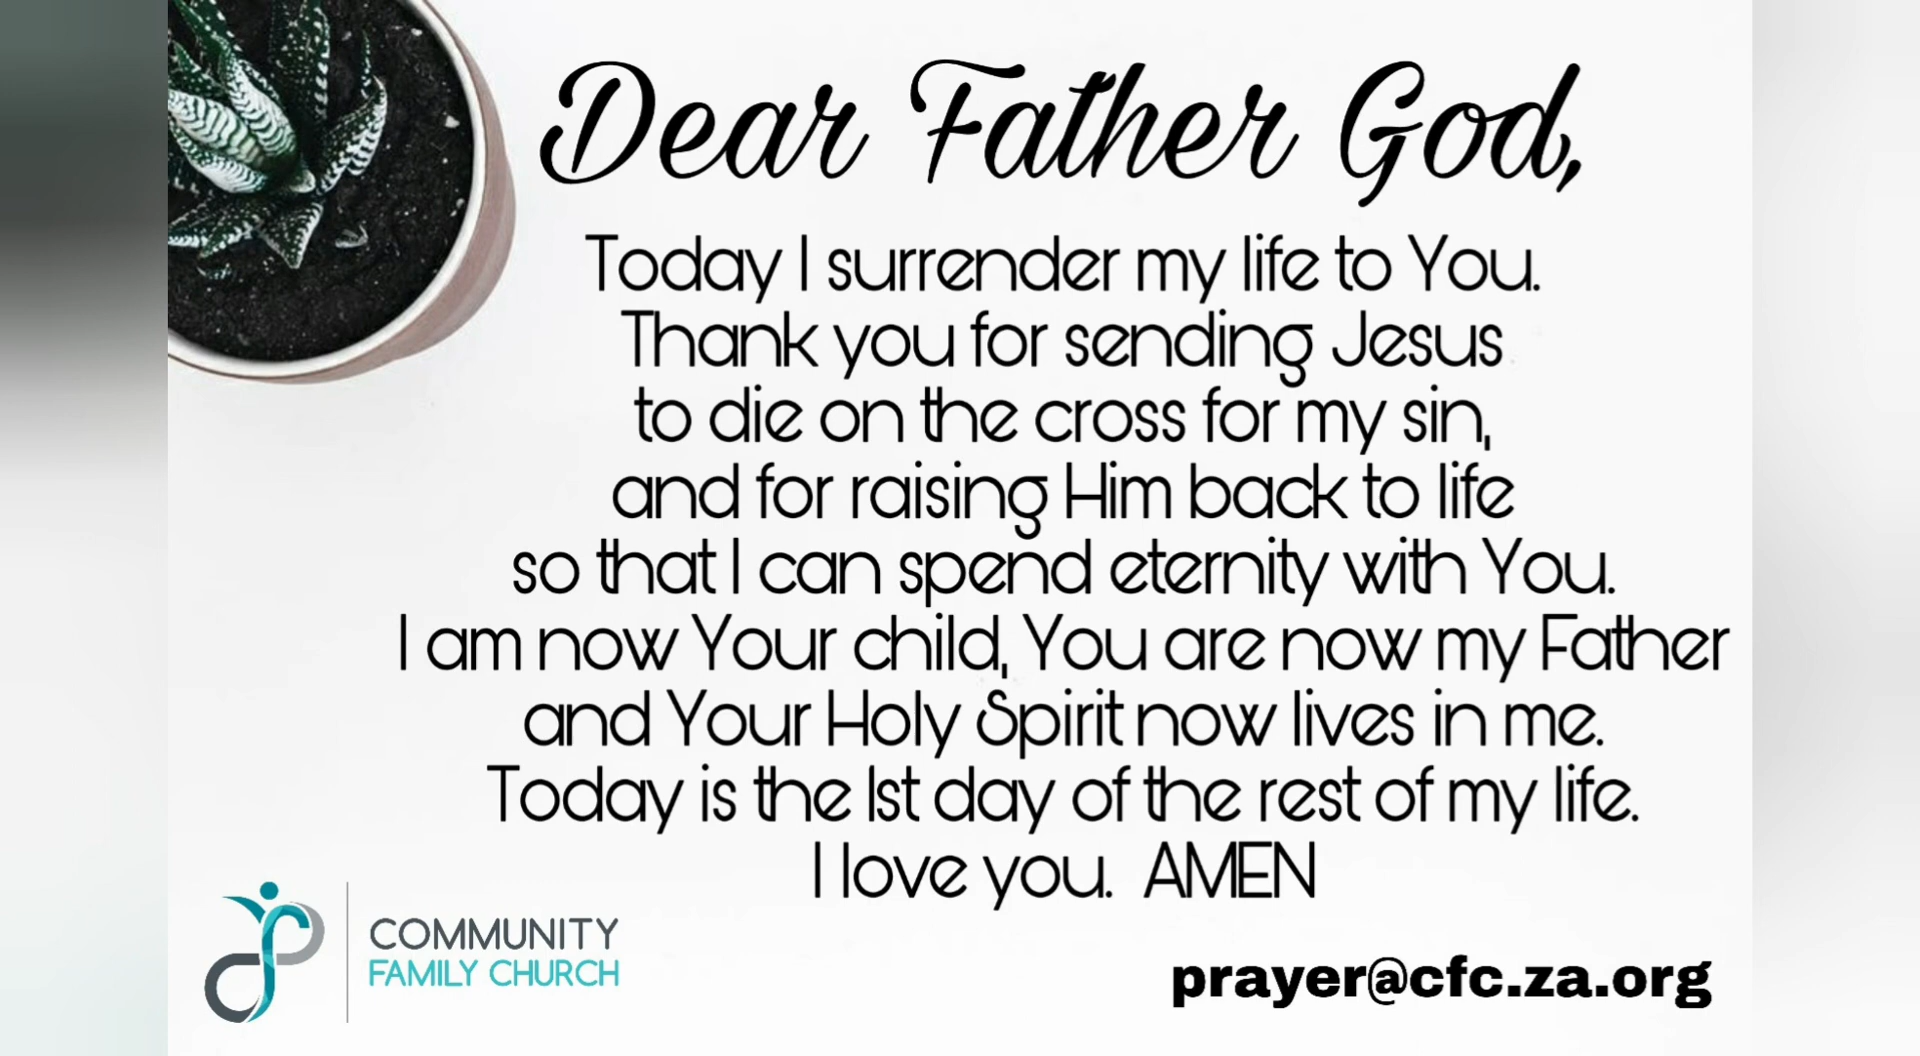 Dear Father God,
Today I surrender my life to You.
Thank you for sending Jesus
to die on the cross for my sin,
and for raising Him back to life
so that I can spend eternity with You.
I am now Your child, You are now my Father
and Your Holy Spirit now lives in me.
Today is the 1st day of the rest of my life.
I love you. AMEN
COMMUNITY
FAMILY CHURCH
prayer@cfc.za.org